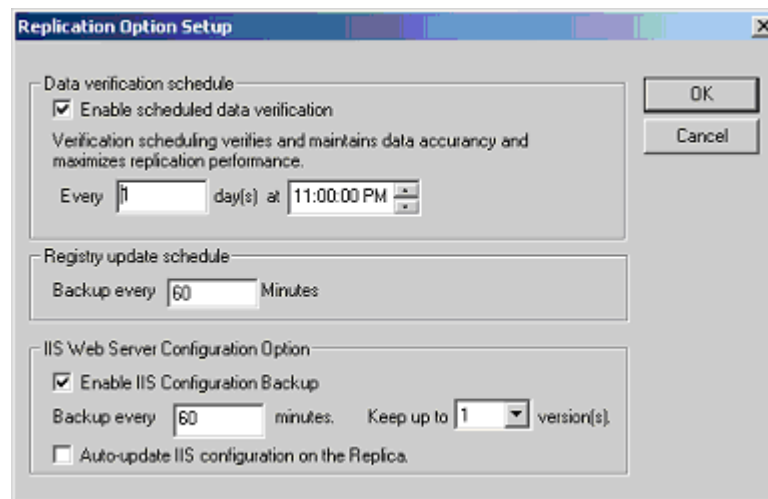 Replication Option Setup
Data verification schedule
Enable scheduled data verification
Verification scheduling verifies and maintains data accurancy and
maximizes replication performance.
Every 1 day(s) at 11:00:00 PM
OK
Cancel
Registry update schedule
Backup every 60 Minutes
IIS Web Server Configuration Option
Enable IIS Configuration Backup
Backup every 60 minutes. Keep up to 1 version(s).
Auto-update IIS configuration on the Replica.